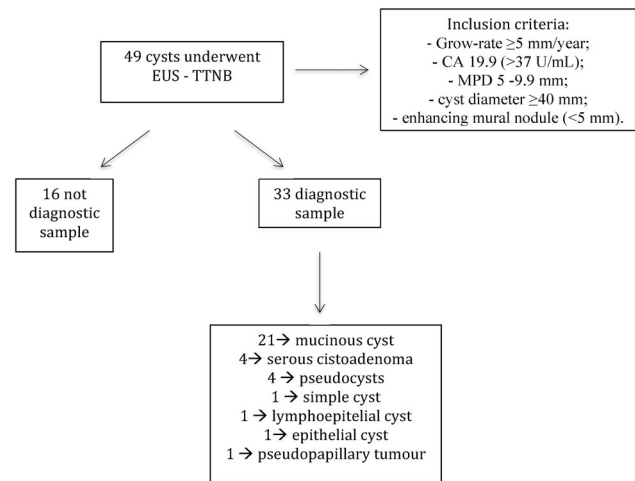 49 cysts underwent
EUS - TTNB
Inclusion criteria:
- Grow-rate ≥5 mm/year;
- CA 19.9 (>37 U/mL);
- MPD 5 -9.9 mm;
- cyst diameter ≥40 mm;
- enhancing mural nodule (<5 mm).
16 not
diagnostic
sample
33 diagnostic
sample
21→ mucinous cyst
4→ serous cistoadenoma
4 → pseudocysts
1 → simple cyst
1 → lymphoepitelial cyst
1→ epithelial cyst
1 → pseudopapillary tumour